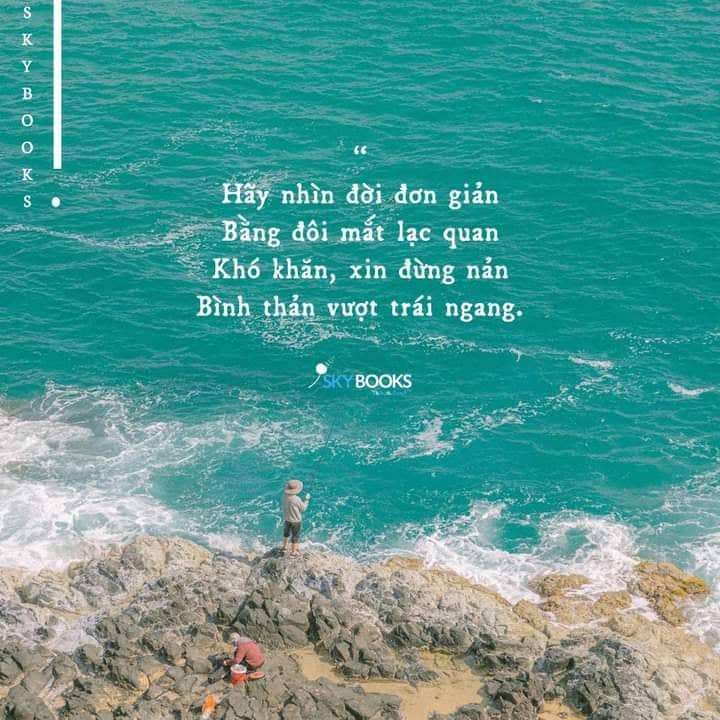 SKYBOOKS
“
Hãy nhìn đời đơn giản
Bằng đôi mắt lạc quan
Khó khăn, xin đừng nản
Bình thản vượt trái ngang.
SKYBOOKS